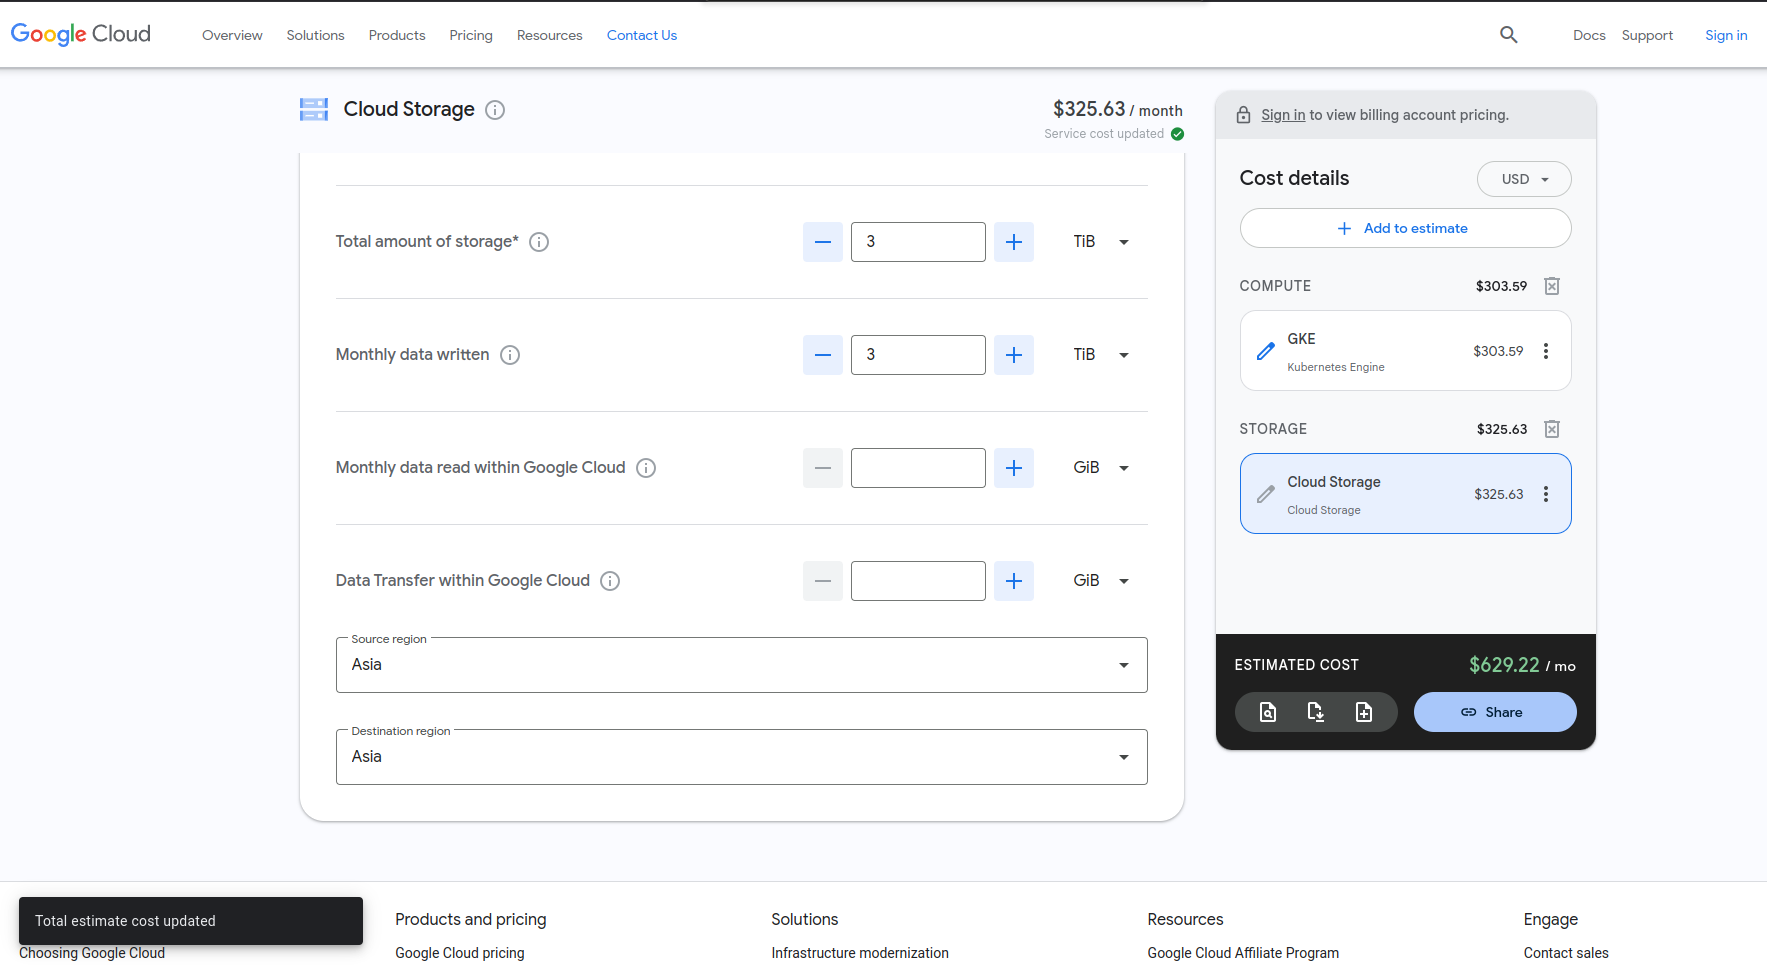 Google Cloud
Overview Solutions Products Pricing Resources Contact Us Docs Support Sign in
Cloud Storage
$325.63 / month
Service cost updated
Total amount of storage* 3 TiB
Monthly data written 3 TiB
Monthly data read within Google Cloud GiB
Data Transfer within Google Cloud GiB
Source region
Asia
Destination region
Asia
Sign in to view billing account pricing.
Cost details USD
Add to estimate
COMPUTE $303.59
GKE
$303.59
Kubernetes Engine
STORAGE $325.63
Cloud Storage
$325.63
Cloud Storage
ESTIMATED COST $629.22 / mo
Share
Total estimate cost updated
Choosing Google Cloud
Products and pricing
Google Cloud pricing
Solutions
Infrastructure modernization
Resources
Google Cloud Affiliate Program
Engage
Contact sales